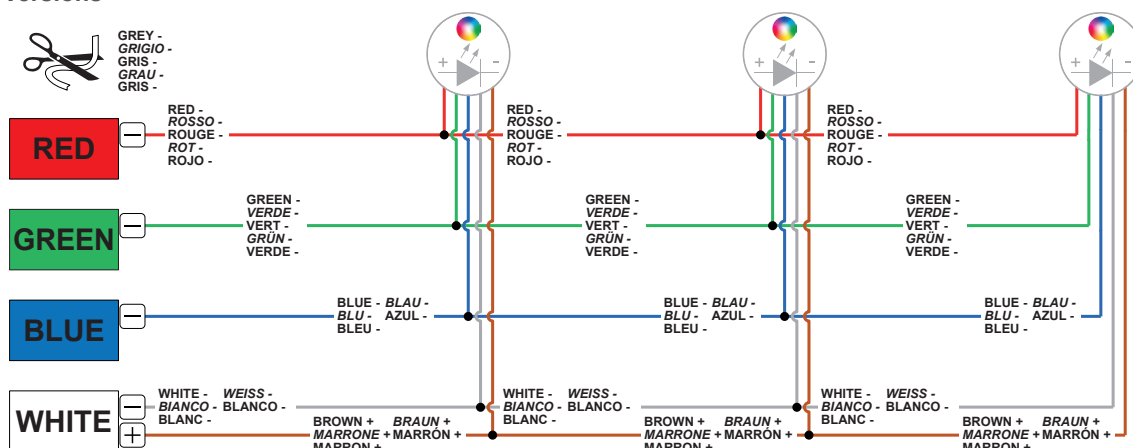 GREY -
GRIGIO -
GRIS -
GRAU -
GRIS -
+ -
+ -
+ -
RED
−
RED -
ROSSO -
ROUGE -
ROT -
ROJO -
RED -
ROSSO -
ROUGE -
ROT -
ROJO -
RED -
ROSSO -
ROUGE -
ROT -
ROJO -
GREEN
−
GREEN -
VERDE -
VERT -
GRÜN -
VERDE -
GREEN -
VERDE -
VERT -
GRÜN -
VERDE -
GREEN -
VERDE -
VERT -
GRÜN -
VERDE -
BLUE
−
BLUE - BLAU -
BLU - AZUL -
BLEU -
BLUE - BLAU -
BLU - AZUL -
BLEU -
BLUE - BLAU -
BLU - AZUL -
BLEU -
WHITE
−
+
WHITE - WEISS -
BIANCO - BLANCO -
BLANC -
WHITE - WEISS -
BIANCO - BLANCO -
BLANC -
WHITE - WEISS -
BIANCO - BLANCO -
BLANC -
BROWN + BRAUN +
MARRONE + MARRÓN +
MARRON +
BROWN + BRAUN +
MARRONE + MARRÓN +
MARRON +
BROWN + BRAUN +
MARRONE + MARRÓN +
MARRON +